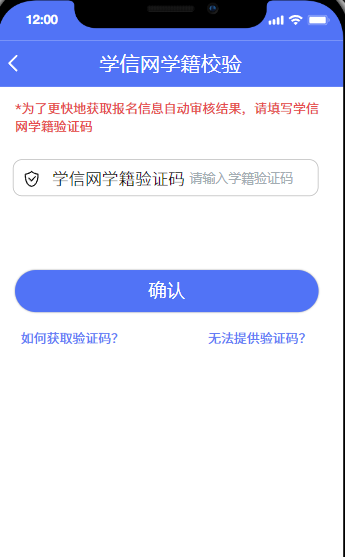 12:00
学信网学籍校验
*为了更快地获取报名信息自动审核结果，请填写学信
网学籍验证码
学信网学籍验证码 请输入学籍验证码
确认
如何获取验证码？ 无法提供验证码？